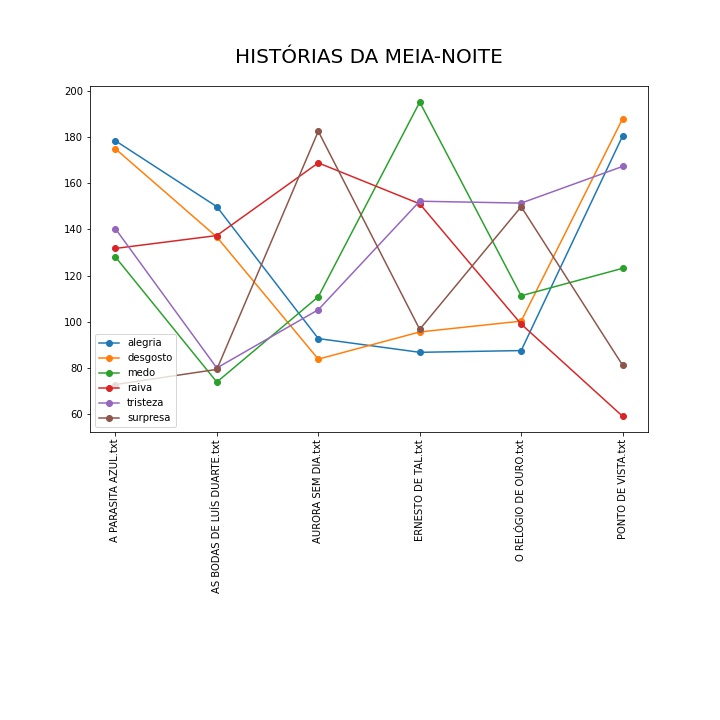 HISTÓRIAS DA MEIA-NOITE
200
180
160
140
120
100
80
60
alegria
desgosto
medo
raiva
tristeza
surpresa
A PARASITA AZUL.txt
AS BODAS DE LUÍS DUARTE.txt
AURORA SEM DIA.txt
ERNESTO DE TAL.txt
O RELÓGIO DE OURO.txt
PONTO DE VISTA.txt